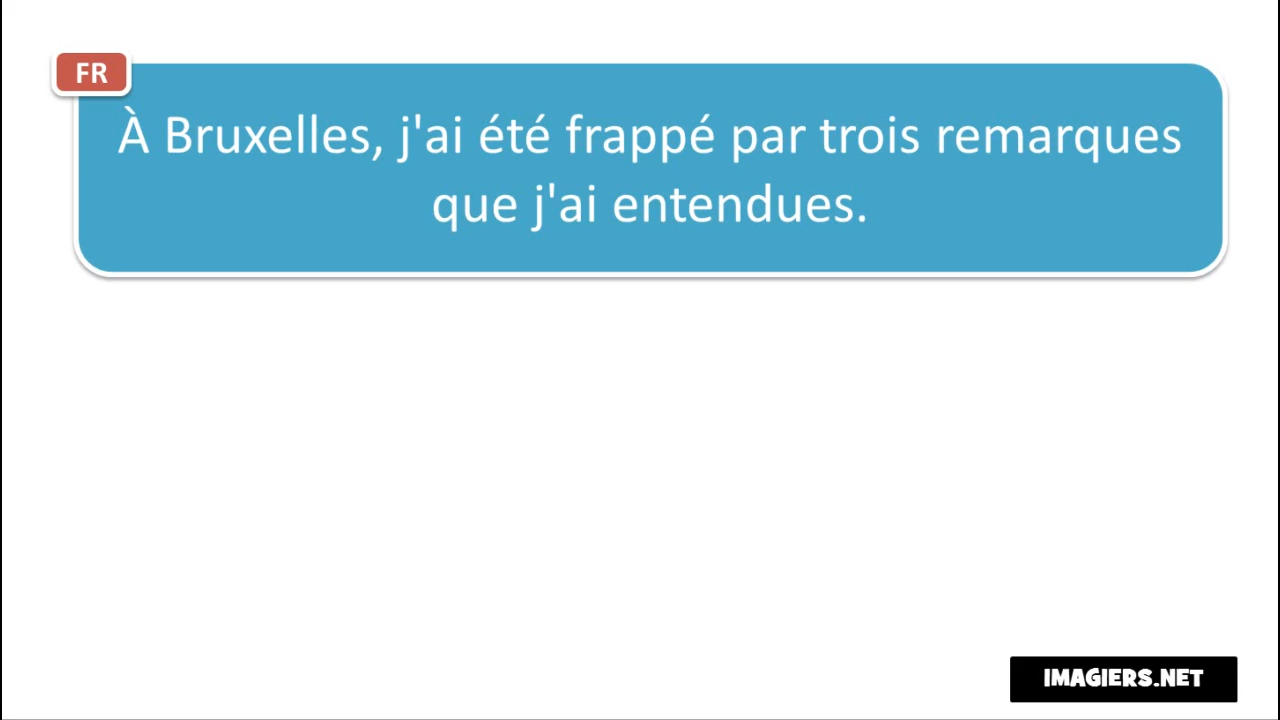 FR
À Bruxelles, j'ai été frappé par trois remarques
que j'ai entendues.
IMAGIERS.NET